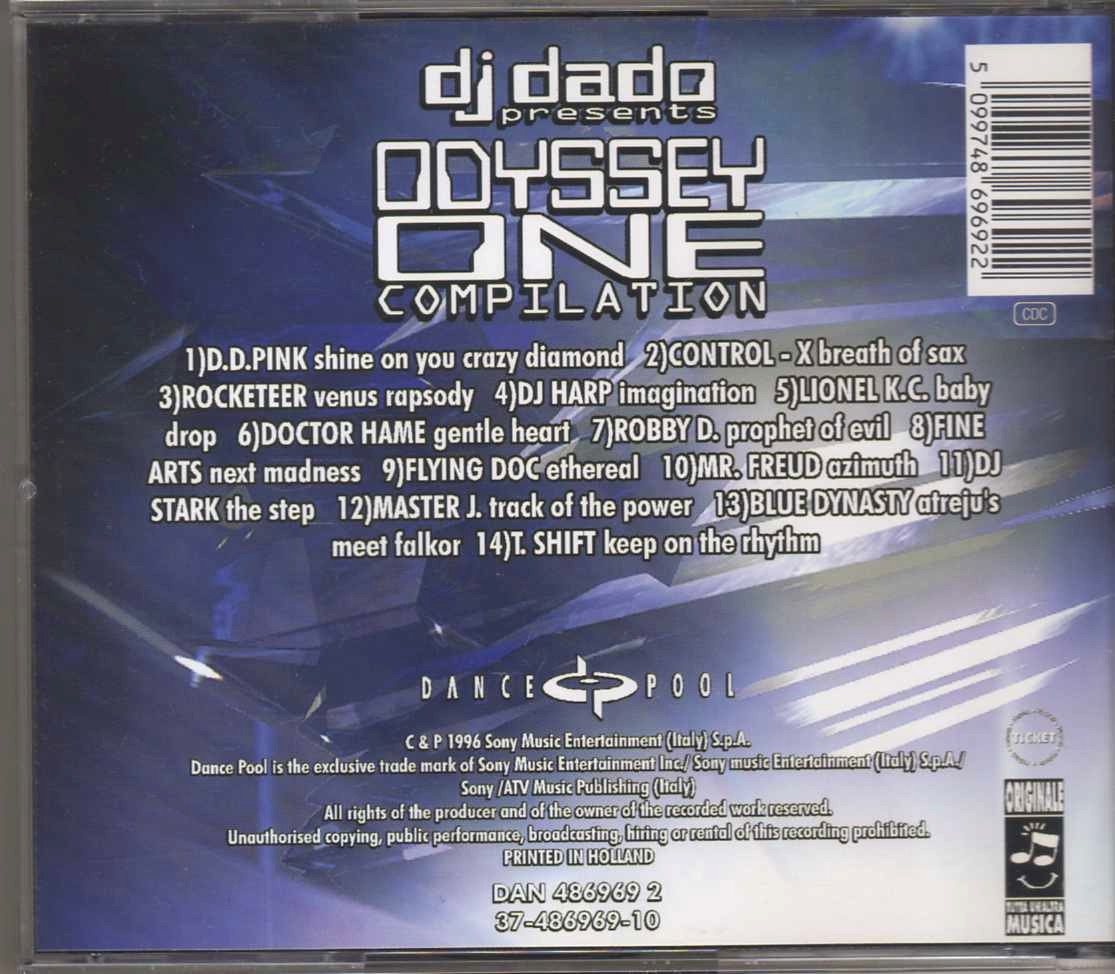 dj dado
presents
ODYSSEY
ONE
COMPILATION
5 099748 696922
CDC
1)D.D.PINK shine on you crazy diamond 2)CONTROL - X breath of sax
3)ROCKETEER venus rapsody 4)DJ HARP imagination 5)LIONEL K.C. baby
drop 6)DOCTOR HAME gentle heart 7)ROBBY D. prophet of evil 8)FINE
ARTS next madness 9)FLYING DOC ethereal 10)MR. FREUD azimuth 11)DJ
STARK the step 12)MASTER J. track of the power 13)BLUE DYNASTY atreju's
meet falkor 14)T. SHIFT keep on the rhythm
DANCE dp POOL
C & P 1996 Sony Music Entertainment (Italy) S.p.A.
Dance Pool is the exclusive trade mark of Sony Music Entertainment Inc/ Sony music Entertainment (Italy) S.p.A./
Sony /ATV Music Publishing (Italy)
All rights of the producer and of the owner of the recorded work reserved.
Unauthorised copying, public performance, broadcasting, hiring or rental of this recording prohibited.
PRINTED IN HOLLAND
DAN 486969 2
37-486969-10
TICKET
ORIGINALE
TUTTA UN'ALTRA
MUSICA